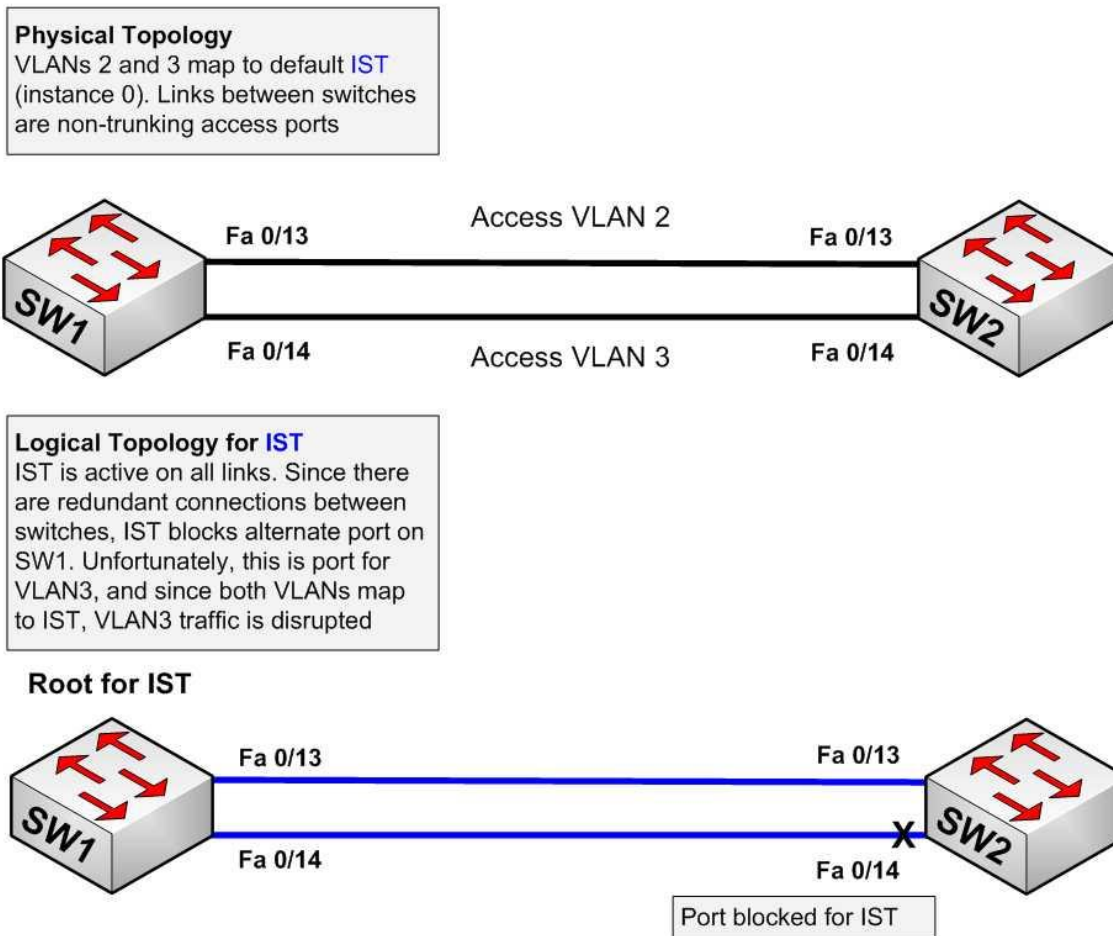 Physical Topology
VLANs 2 and 3 map to default IST
(instance 0). Links between switches
are non-trunking access ports
Access VLAN 2
Fa 0/13
Fa 0/13
SW1
SW2
Fa 0/14
Access VLAN 3
Fa 0/14
Logical Topology for IST
IST is active on all links. Since there
are redundant connections between
switches, IST blocks alternate port on
SW1. Unfortunately, this is port for
VLAN3, and since both VLANs map
to IST, VLAN3 traffic is disrupted
Root for IST
Fa 0/13
Fa 0/13
SW1
X
SW2
Fa 0/14
Fa 0/14
Port blocked for IST